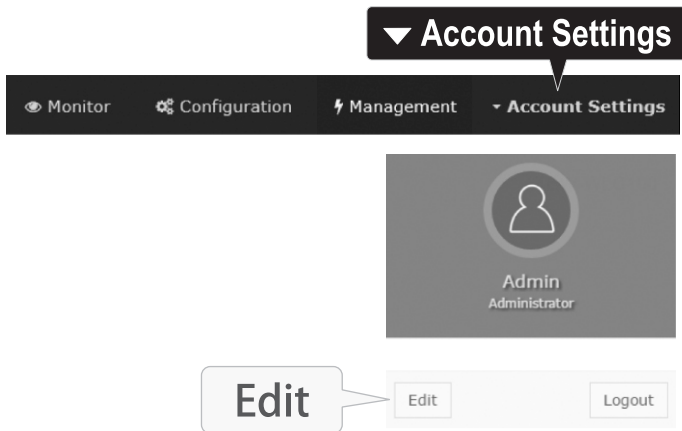 Account Settings
Monitor Configuration Management Account Settings
Admin
Administrator
Edit Edit Logout